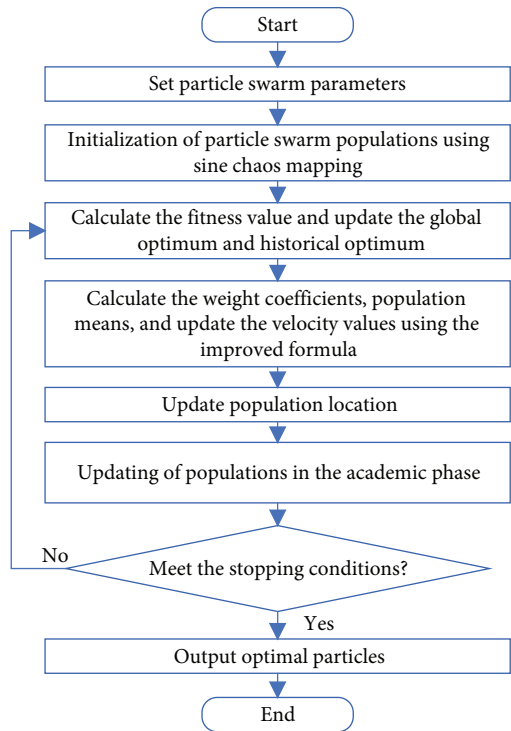 Start
Set particle swarm parameters
Initialization of particle swarm populations using
sine chaos mapping
Calculate the fitness value and update the global
optimum and historical optimum
Calculate the weight coefficients, population
means, and update the velocity values using the
improved formula
Update population location
Updating of populations in the academic phase
No
Meet the stopping conditions?
Yes
Output optimal particles
End